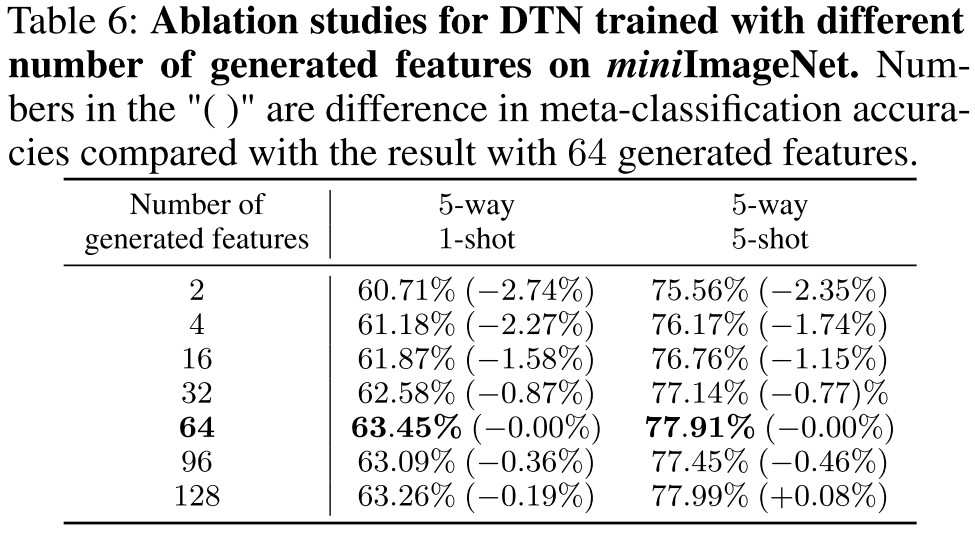 Table 6: Ablation studies for DTN trained with different
number of generated features on miniImageNet. Num-
bers in the "( )" are difference in meta-classification accura-
cies compared with the result with 64 generated features.
Number of generated features | 5-way 1-shot | 5-way 5-shot
2 60.71% (−2.74%) 75.56% (−2.35%)
4 61.18% (−2.27%) 76.17% (−1.74%)
16 61.87% (−1.58%) 76.76% (−1.15%)
32 62.58% (−0.87%) 77.14% (−0.77)%
64 63.45% (−0.00%) 77.91% (−0.00%)
96 63.09% (−0.36%) 77.45% (−0.46%)
128 63.26% (−0.19%) 77.99% (+0.08%)